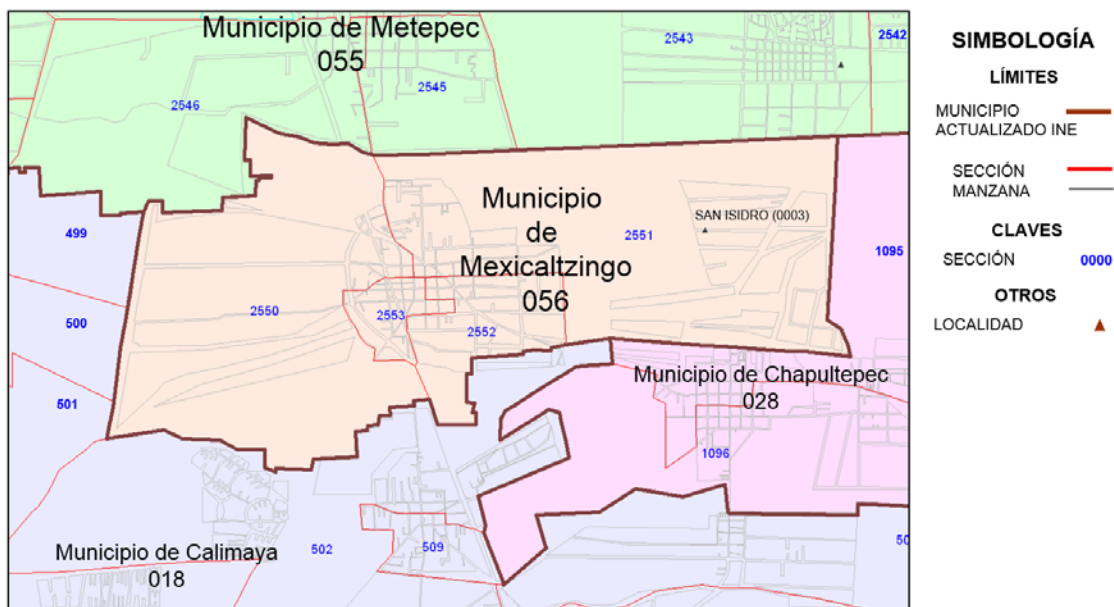 Municipio de Metepec
055
2543
2542
2545
2546
499
Municipio
de
Mexicaltzingo
056
SAN ISIDRO (0003)
2551
1095
2550
2553
2552
500
501
Municipio de Chapultepec
028
1096
Municipio de Calimaya
018
502
509
50
SIMBOLOGÍA
LÍMITES
MUNICIPIO
ACTUALIZADO INE
SECCIÓN
MANZANA
CLAVES
SECCIÓN 0000
OTROS
LOCALIDAD